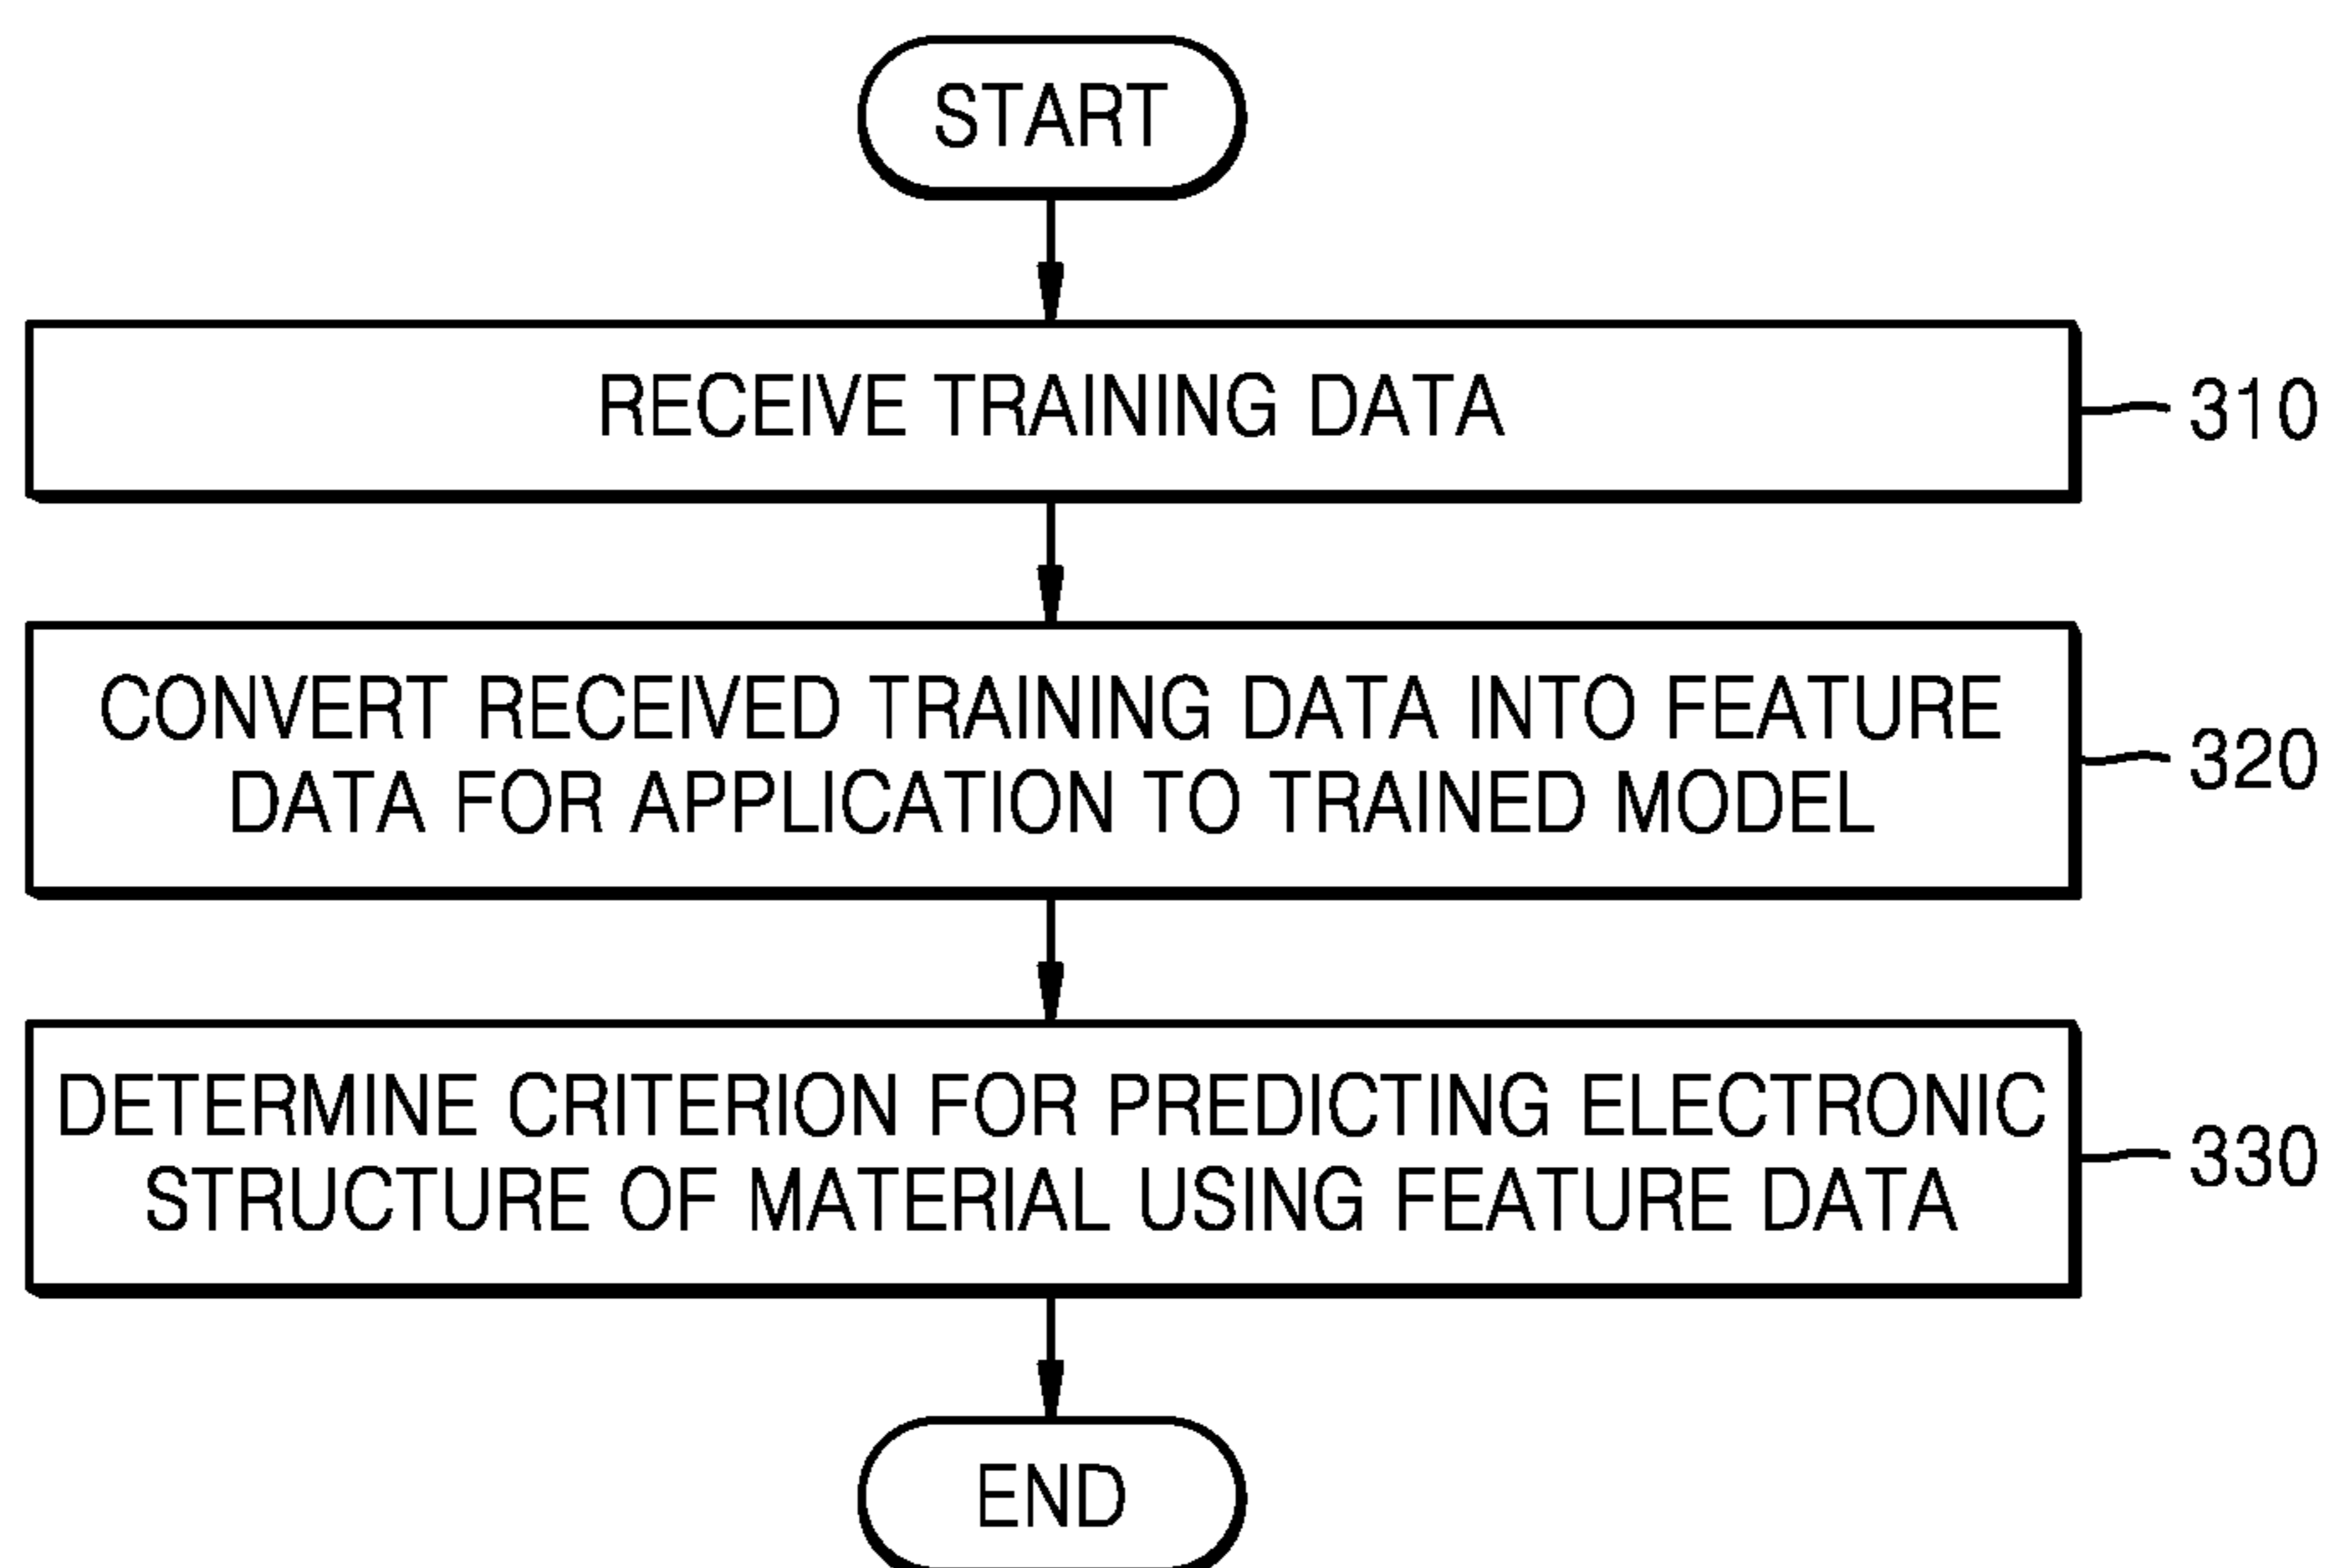 START
RECEIVE TRAINING DATA
310
CONVERT RECEIVED TRAINING DATA INTO FEATURE
DATA FOR APPLICATION TO TRAINED MODEL
320
DETERMINE CRITERION FOR PREDICTING ELECTRONIC
STRUCTURE OF MATERIAL USING FEATURE DATA
330
END